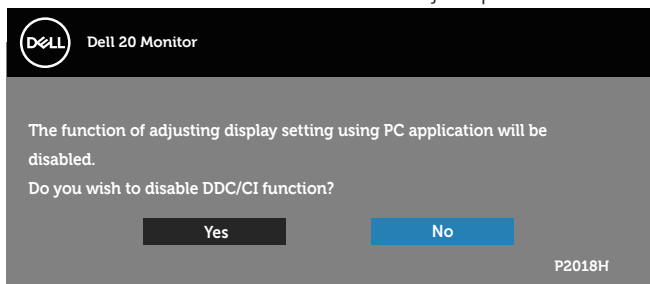 DELL
Dell 20 Monitor
The function of adjusting display setting using PC application will be
disabled.
Do you wish to disable DDC/CI function?
Yes
No
P2018H